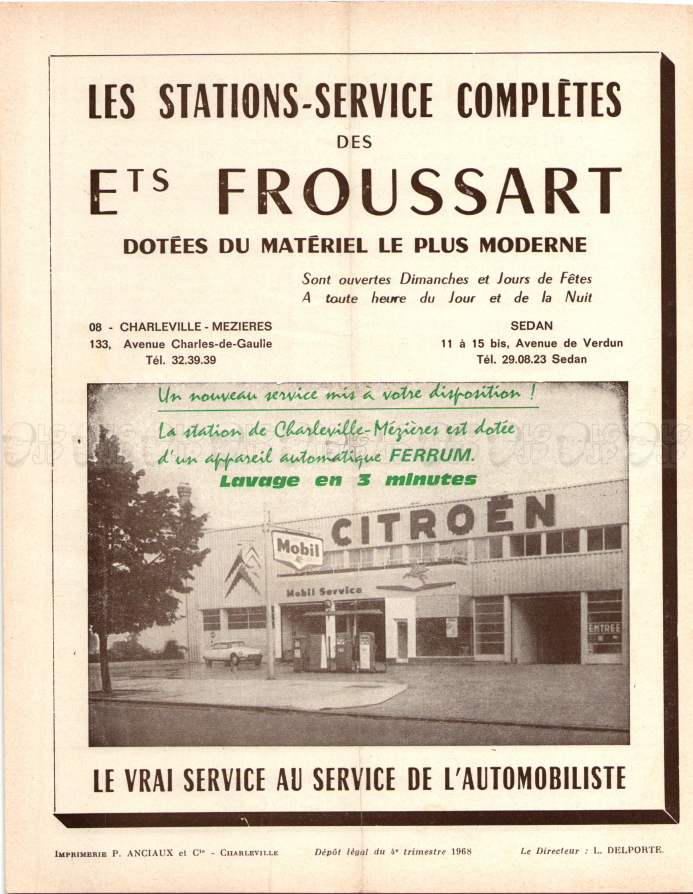 LES STATIONS-SERVICE COMPLÈTES
DES
ETS FROUSSART
DOTÉES DU MATÉRIEL LE PLUS MODERNE
Sont ouvertes Dimanches et Jours de Fêtes
A toute heure du Jour et de la Nuit
08 - CHARLEVILLE - MEZIERES
133, Avenue Charles-de-Gaulle
Tél. 32.39.39
SEDAN
11 à 15 bis, Avenue de Verdun
Tél. 29.08.23 Sedan
Un nouveau service mis à votre disposition !
La station de Charleville-Mézières est dotée
d'un appareil automatique FERRUM.
Lavage en 3 minutes
CITROËN
Mobil
Mobil Service
ENTREE
LE VRAI SERVICE AU SERVICE DE L'AUTOMOBILISTE
IMPRIMERIE P. ANCIAUX et Cie - CHARLEVILLE
Dépôt légal du 4e trimestre 1968
Le Directeur : L. DELPORTE.